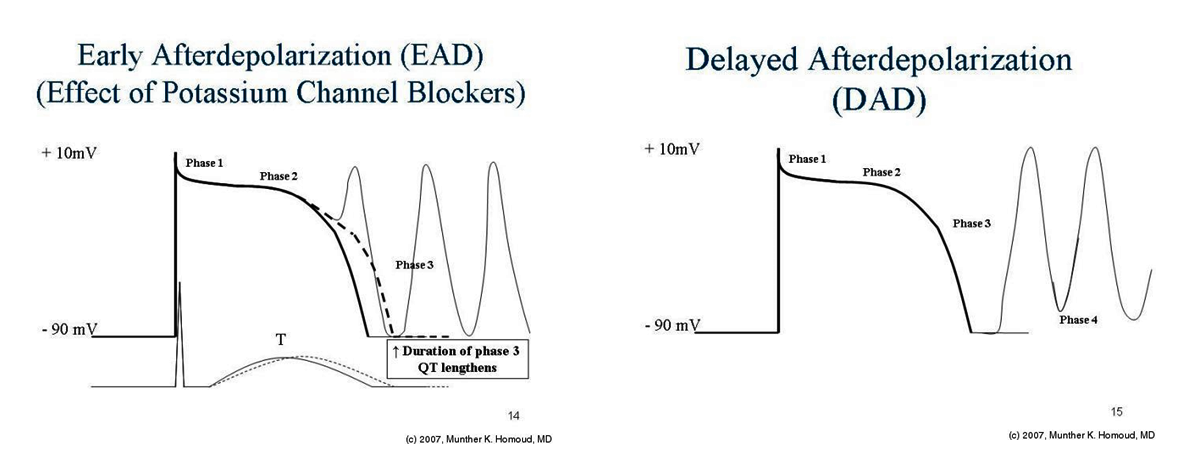 Early Afterdepolarization (EAD)
(Effect of Potassium Channel Blockers)
+ 10mV
Phase 1
Phase 2
Phase 3
- 90 mV
T
↑ Duration of phase 3
QT lengthens
14
(c) 2007, Munther K. Homoud, MD
Delayed Afterdepolarization
(DAD)
+ 10mV
Phase 1
Phase 2
Phase 3
- 90 mV
Phase 4
15
(c) 2007, Munther K. Homoud, MD